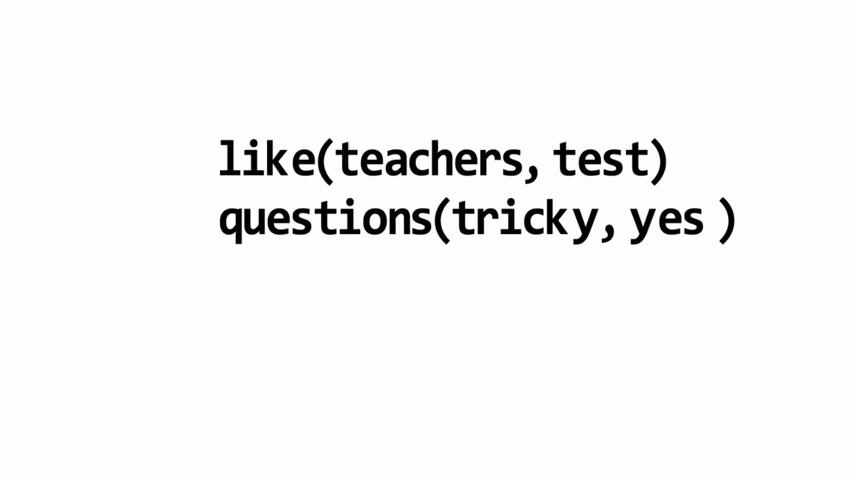 like(teachers, test)
questions(tricky, yes )